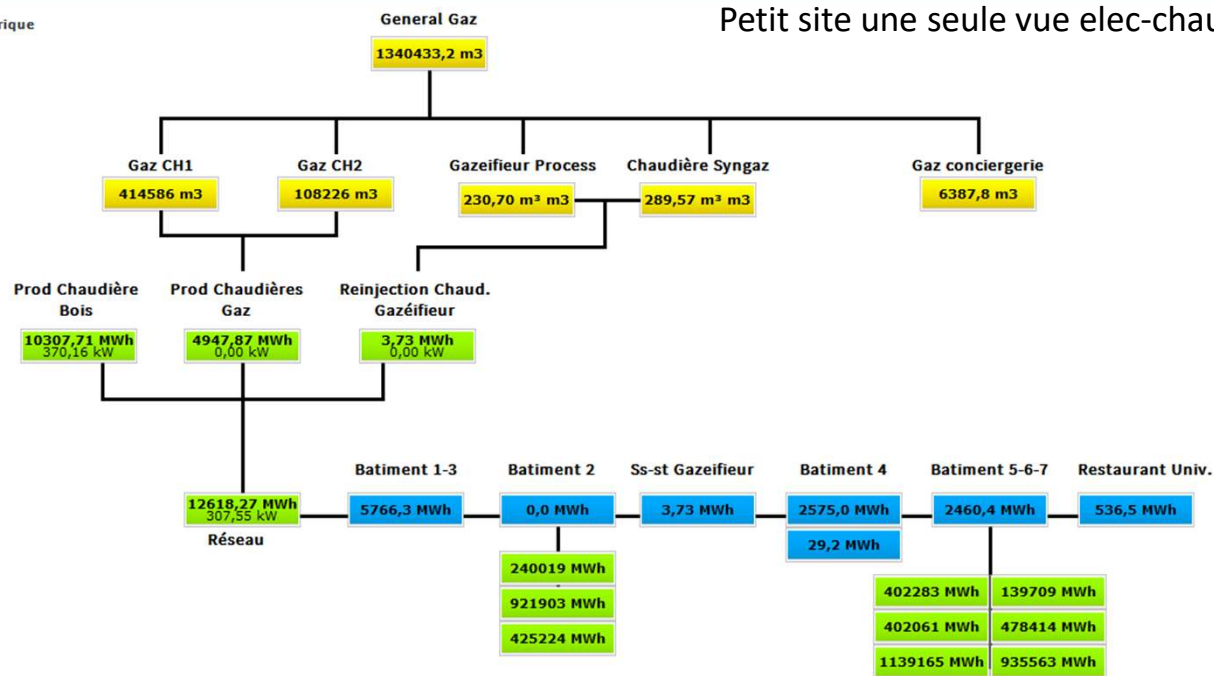 Petit site une seule vue elec-chau
rique
General Gaz
1340433,2 m3
Gaz CH1
Gaz CH2
Gazeifieur Process
Chaudière Syngaz
Gaz conciergerie
414586 m3
108226 m3
230,70 m³ m3
289,57 m³ m3
6387,8 m3
Prod Chaudière
Bois
Prod Chaudières
Gaz
Reinjection Chaud.
Gazéifieur
10307,71 MWh
370,16 kW
4947,87 MWh
0,00 kW
3,73 MWh
0,00 kW
Batiment 1-3
Batiment 2
Ss-st Gazeifieur
Batiment 4
Batiment 5-6-7
Restaurant Univ.
12618,27 MWh
307,55 kW
Réseau
5766,3 MWh
0,0 MWh
3,73 MWh
2575,0 MWh
2460,4 MWh
536,5 MWh
29,2 MWh
240019 MWh
921903 MWh
425224 MWh
402283 MWh
139709 MWh
402061 MWh
478414 MWh
1139165 MWh
935563 MWh